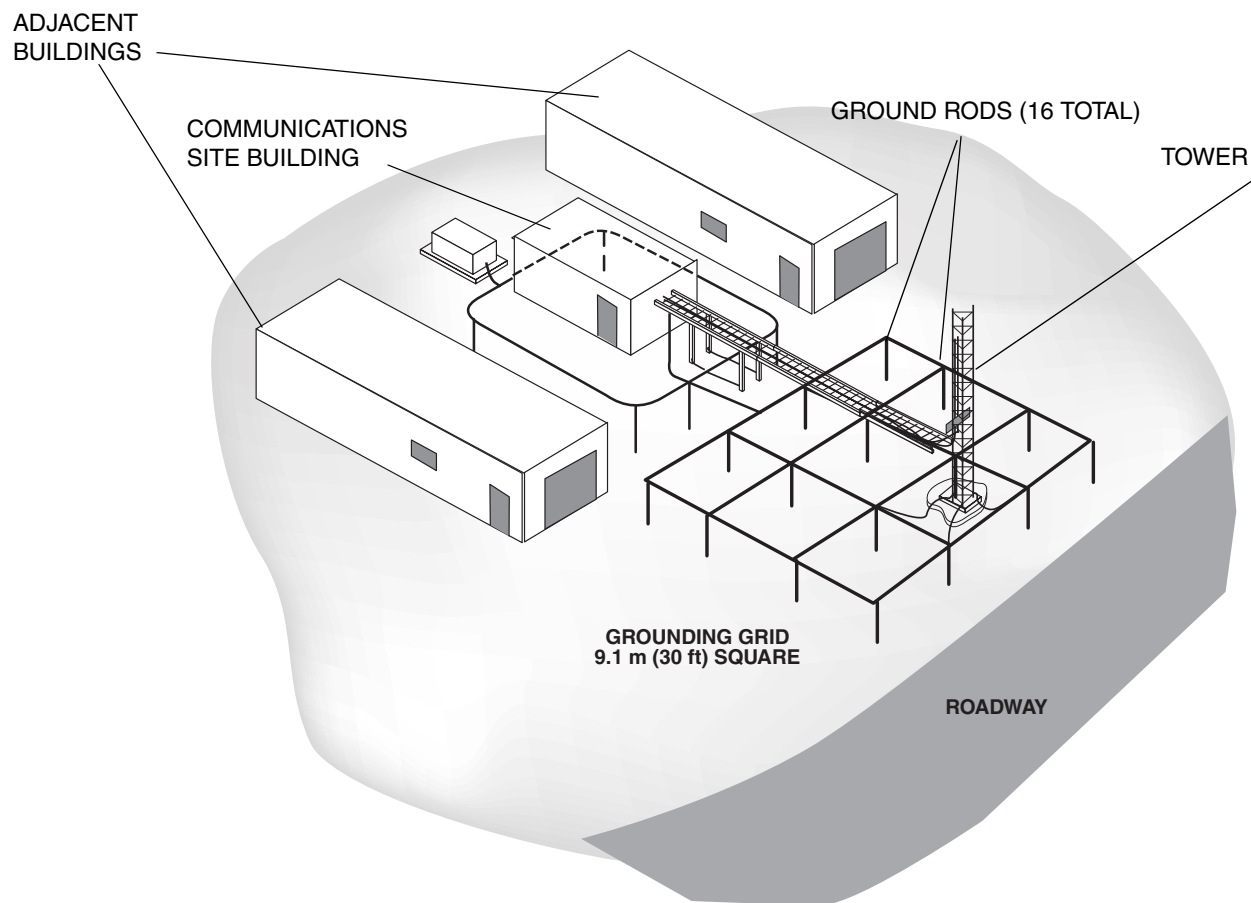 ADJACENT
BUILDINGS
COMMUNICATIONS
SITE BUILDING
GROUND RODS (16 TOTAL)
TOWER
GROUNDING GRID
9.1 m (30 ft) SQUARE
ROADWAY